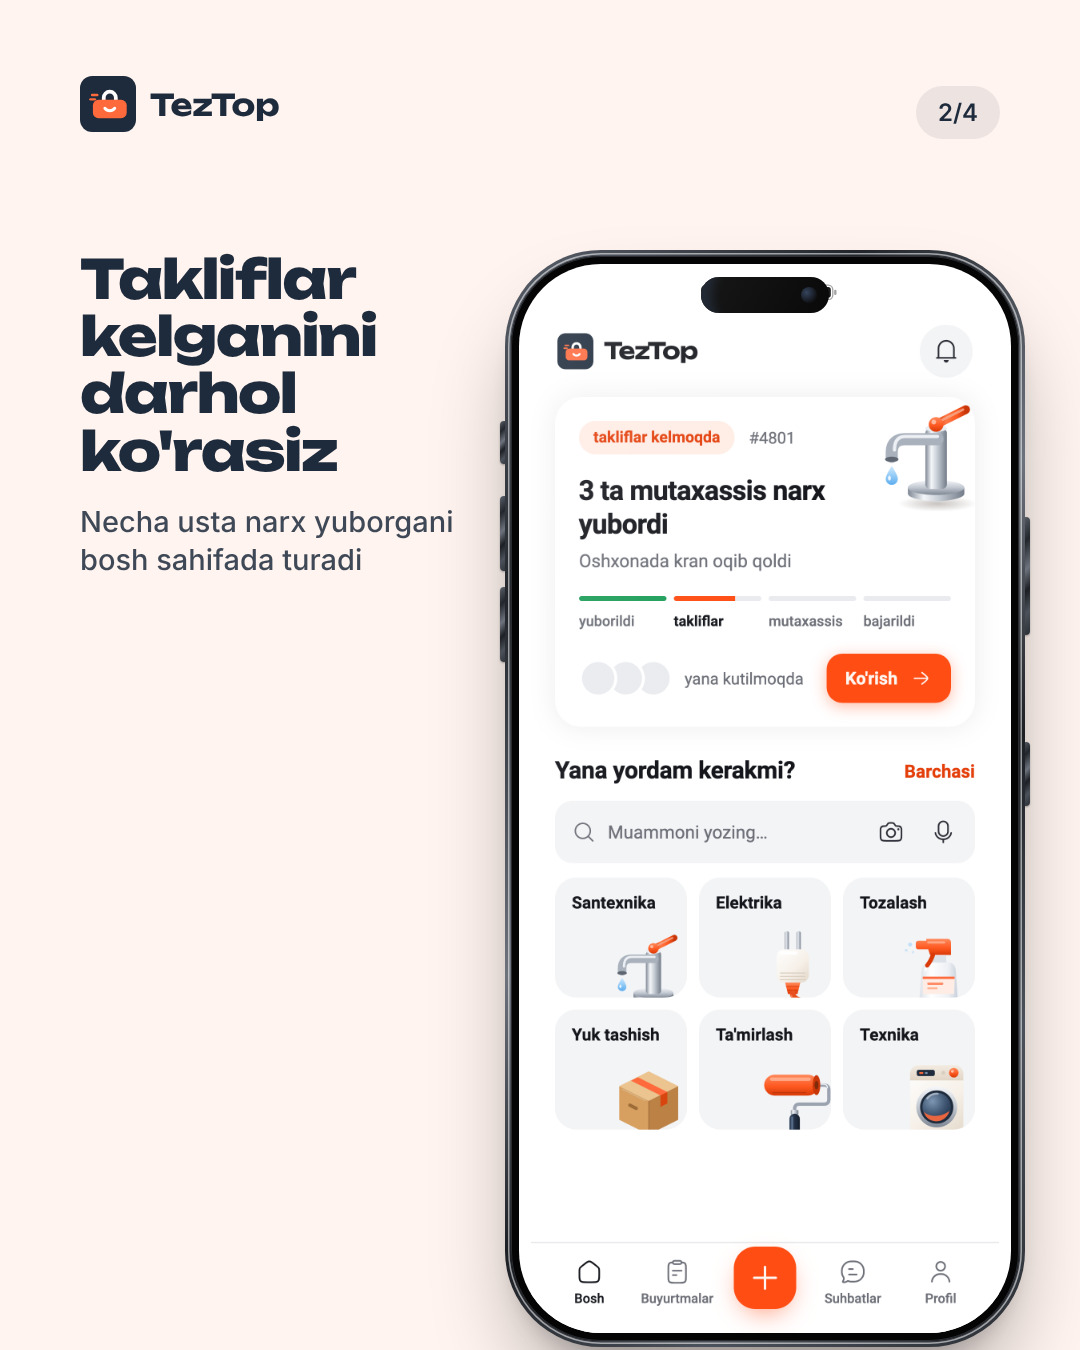 TezTop
2/4
Takliflar
kelganini
darhol
ko'rasiz
Necha usta narx yuborgani
bosh sahifada turadi
TezTop
takliflar kelmoqda #4801
3 ta mutaxassis narx
yubordi
Oshxonada kran oqib qoldi
yuborildi takliflar mutaxassis bajarildi
yana kutilmoqda Ko'rish
Yana yordam kerakmi? Barchasi
Muammoni yozing...
Santexnika Elektrika Tozalash
Yuk tashish Ta'mirlash Texnika
Bosh Buyurtmalar Suhbatlar Profil